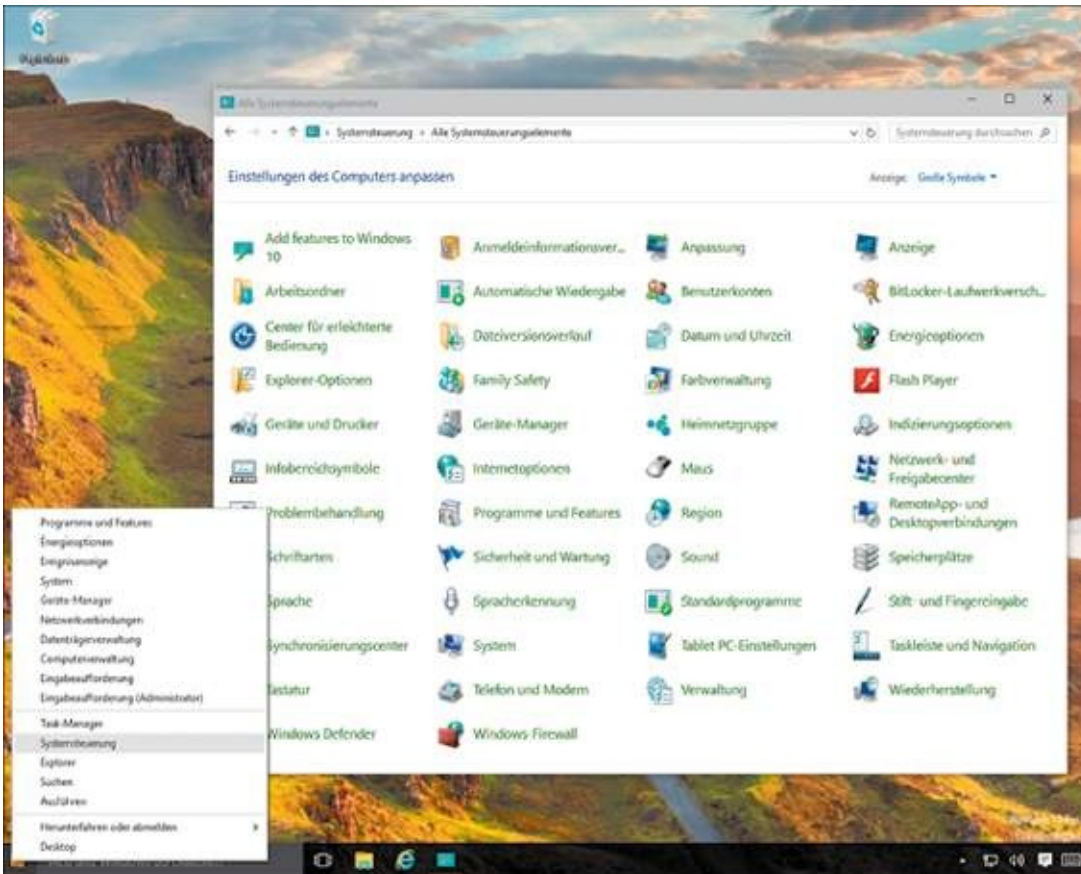 Alle Systemsteuerungselemente
Systemsteuerung
Alle Systemsteuerungselemente
Systemsteuerung durchsuchen
Einstellungen des Computers anpassen
Anzeige:
Große Symbole
Add features to Windows
10
Anmeldeinformationsver...
Anpassung
Anzeige
Arbeitsordner
Automatische Wiedergabe
Benutzerkonten
BitLocker-Laufwerkversch...
Center für erleichterte
Bedienung
Dateiversionsverlauf
Datum und Uhrzeit
Energieoptionen
Explorer-Optionen
Family Safety
Farbverwaltung
Flash Player
Geräte und Drucker
Geräte-Manager
Heimnetzgruppe
Indizierungsoptionen
Infobereichsymbole
Internetoptionen
Maus
Netzwerk- und
Freigabecenter
Problembehandlung
Programme und Features
Region
RemoteApp- und
Desktopverbindungen
Schriftarten
Sicherheit und Wartung
Sound
Speicherplätze
Sprache
Spracherkennung
Standardprogramme
Stift- und Fingereingabe
Synchronisierungscenter
System
Tablet PC-Einstellungen
Taskleiste und Navigation
Tastatur
Telefon und Modem
Verwaltung
Wiederherstellung
Windows Defender
Windows-Firewall
Programme und Features
Energieoptionen
Ereignisanzeige
System
Geräte-Manager
Netzwerkverbindungen
Datenträgerverwaltung
Computerverwaltung
Eingabeaufforderung
Eingabeaufforderung (Administrator)
Task-Manager
Systemsteuerung
Explorer
Suchen
Ausführen
Herunterfahren oder abmelden
Desktop